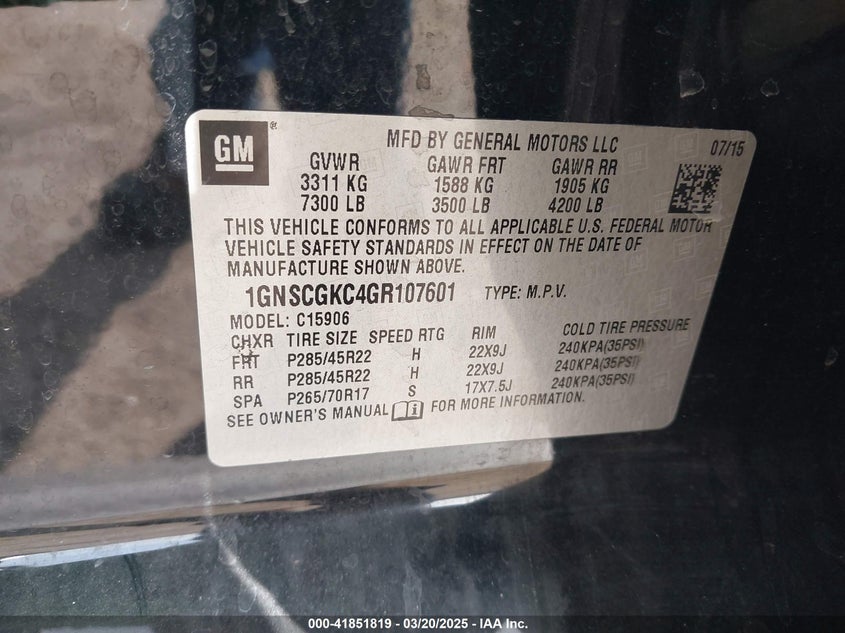 GM®
MFD BY GENERAL MOTORS LLC 07/15
GVWR GAWR FRT GAWR RR
3311 KG 1588 KG 1905 KG
7300 LB 3500 LB 4200 LB
THIS VEHICLE CONFORMS TO ALL APPLICABLE U.S. FEDERAL MOTOR
VEHICLE SAFETY STANDARDS IN EFFECT ON THE DATE OF
MANUFACTURE SHOWN ABOVE.
1GNSCGKC4GR107601 TYPE: M.P.V.
MODEL: C15906
CHXR TIRE SIZE SPEED RTG RIM COLD TIRE PRESSURE
FRT P285/45R22 H 22X9J 240KPA(35PSI)
RR P285/45R22 H 22X9J 240KPA(35PSI)
SPA P265/70R17 S 17X7.5J 240KPA(35PSI)
SEE OWNER'S MANUAL FOR MORE INFORMATION.
000-41851819 — 03/20/2025 — IAA Inc.